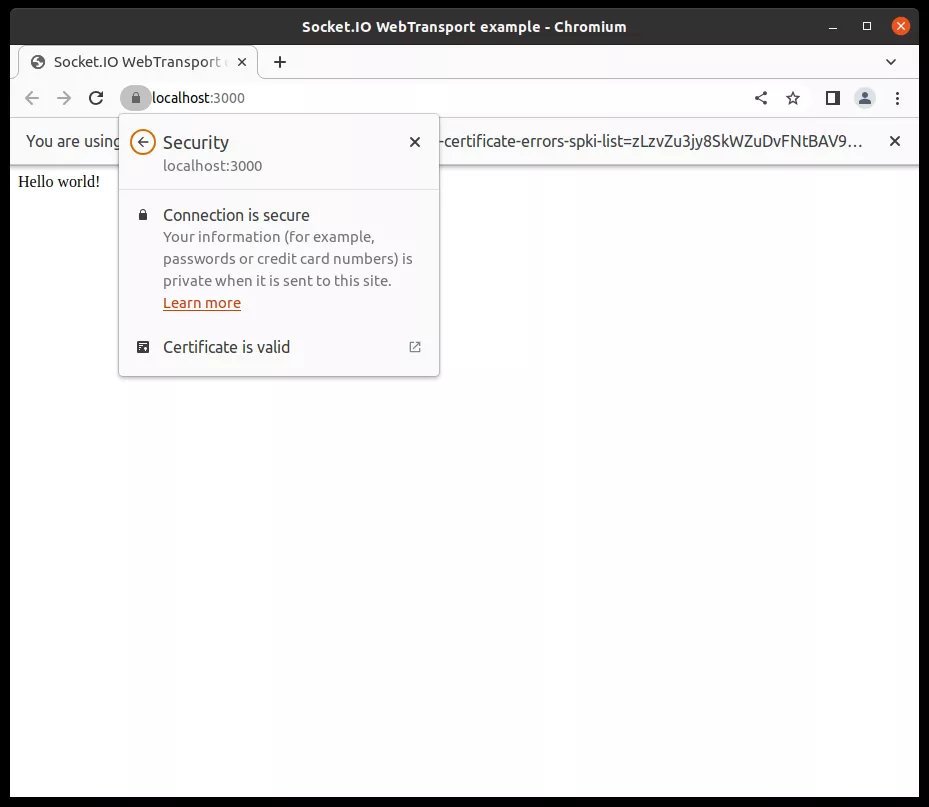 Socket.IO WebTransport example - Chromium
Socket.IO WebTransport
localhost:3000
You are using -certificate-errors-spki-list=zLzvZu3jy8SkWZuDvFNtBAV9…
Hello world!
Security
localhost:3000
Connection is secure
Your information (for example,
passwords or credit card numbers) is
private when it is sent to this site.
Learn more
Certificate is valid